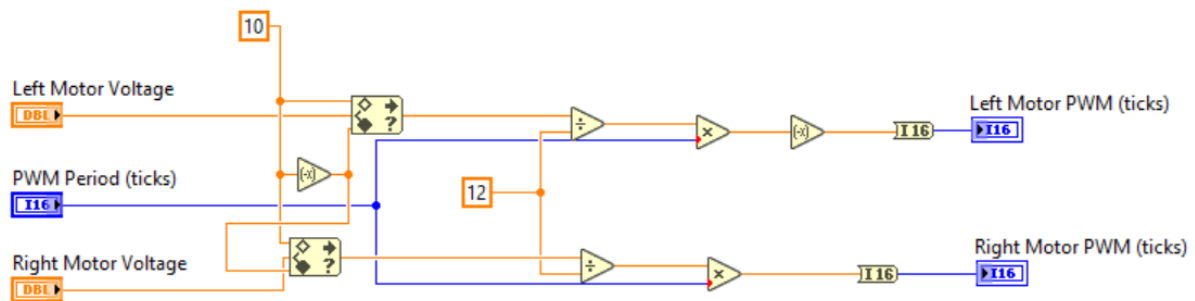 10
Left Motor Voltage
DBL
?
÷
×
(-x)
I16
Left Motor PWM (ticks)
I16
PWM Period (ticks)
I16
(-x)
12
Right Motor Voltage
DBL
?
÷
×
I16
Right Motor PWM (ticks)
I16